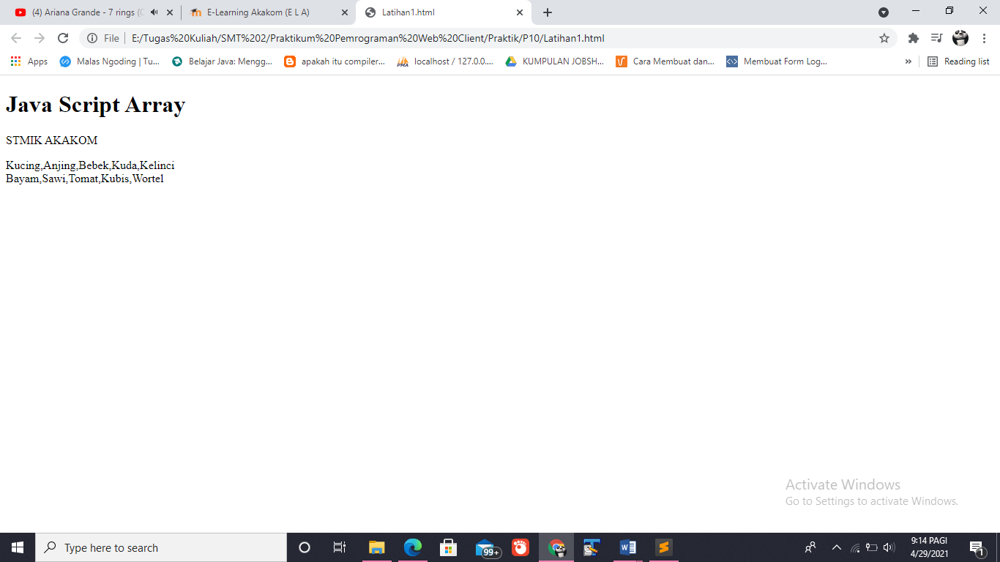 (4) Ariana Grande - 7 rings (
E-Learning Akakom (E L A)
Latihan1.html
File
E:/Tugas%20Kuliah/SMT%202/Praktikum%20Pemrograman%20Web%20Client/Praktik/P10/Latihan1.html
Apps
Malas Ngoding | Tu...
Belajar Java: Mengg...
apakah itu compiler...
PMA
localhost / 127.0.0....
KUMPULAN JOBSH...
Cara Membuat dan...
Membuat Form Log...
»
Reading list
Java Script Array
STMIK AKAKOM
Kucing,Anjing,Bebek,Kuda,Kelinci
Bayam,Sawi,Tomat,Kubis,Wortel
Activate Windows
Go to Settings to activate Windows.
Type here to search
99+
9:14 PAGI
4/29/2021
1